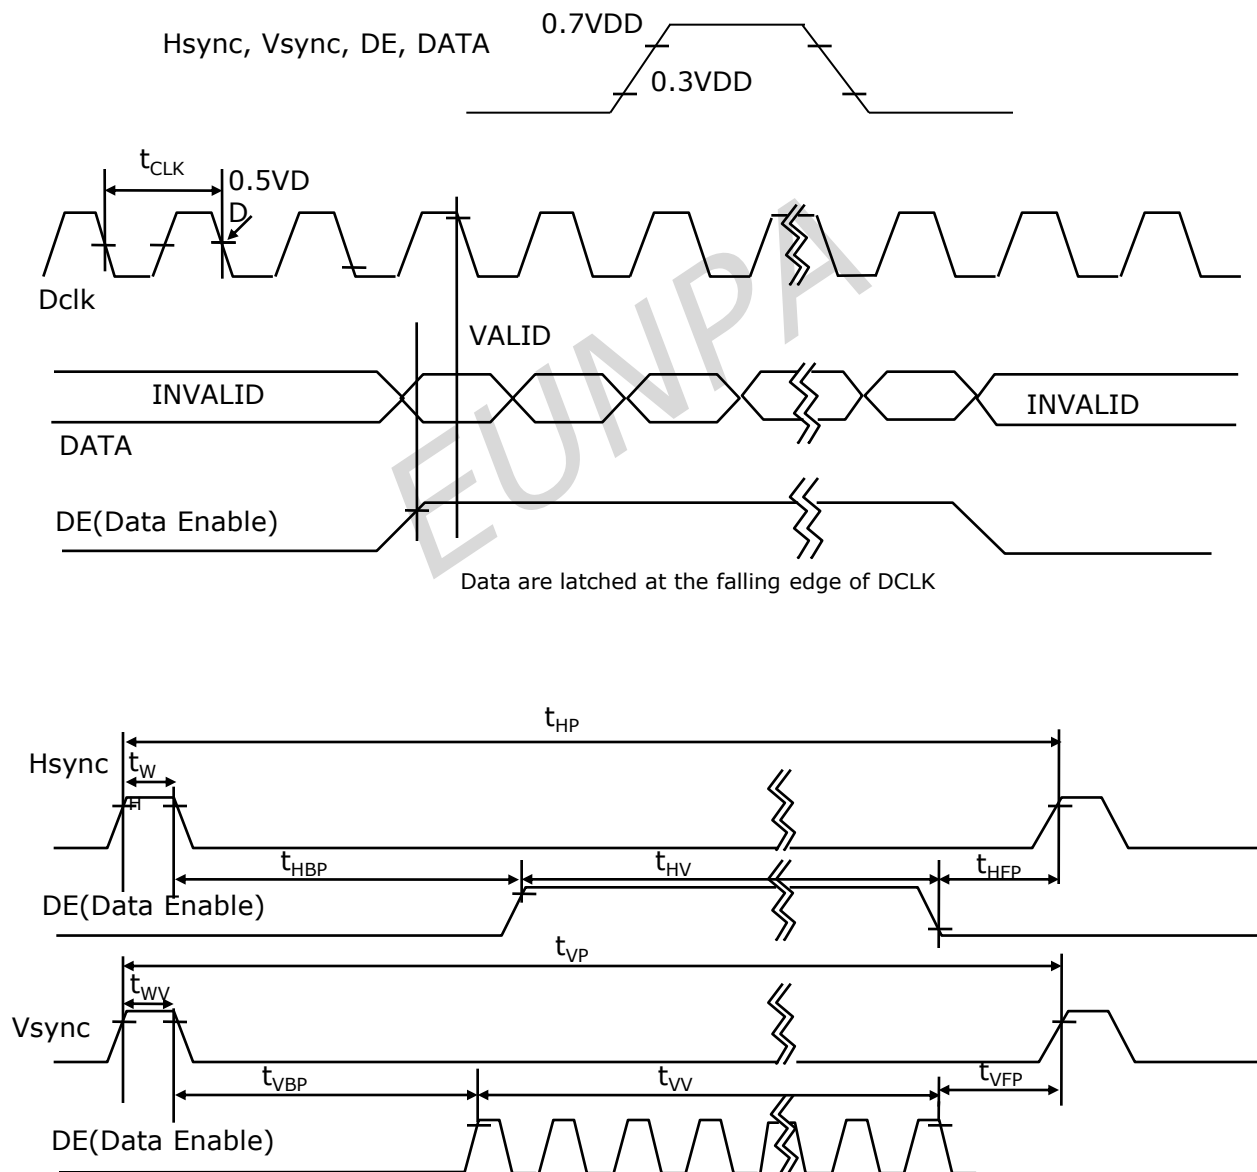 0.7VDD
Hsync, Vsync, DE, DATA
0.3VDD
tCLK
0.5VD
D
Dclk
VALID
INVALID
INVALID
DATA
DE(Data Enable)
Data are latched at the falling edge of DCLK
EUNPA
tHP
Hsync
tW
H
tHBP
tHV
tHFP
DE(Data Enable)
tVP
tWV
Vsync
tVBP
tVV
tVFP
DE(Data Enable)